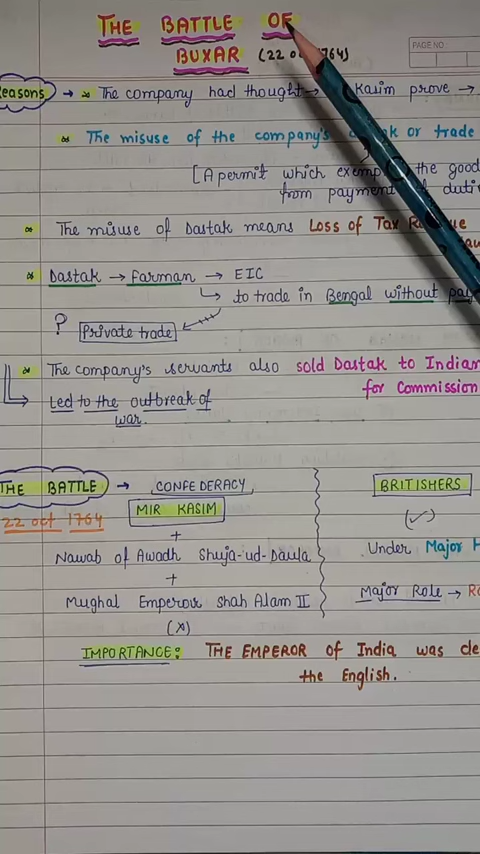 THE BATTLE OF
BUXAR (22 oct 1764)
PAGE NO.
Reasons → The company had thought → Kasim prove →
The misuse of the company's or trade
[A permit which the good
from payment
The misuse of Dastak means Loss of Tax
Dastak → farman → EIC
→ to trade in Bengal without
? Private trade
The company's servants also sold Dastak to Indian
for Commission
Led to the outbreak of
war.
THE BATTLE → CONFEDERACY
22 oct 1764
MIR KASIM
+
Nawab of Awadh Shuja-ud-Daula
+
Mughal Emperor Shah Alam II
(x)
BRITISHERS
(✓)
Under Major
Major Role →
IMPORTANCE: THE EMPEROR of India was
the English.